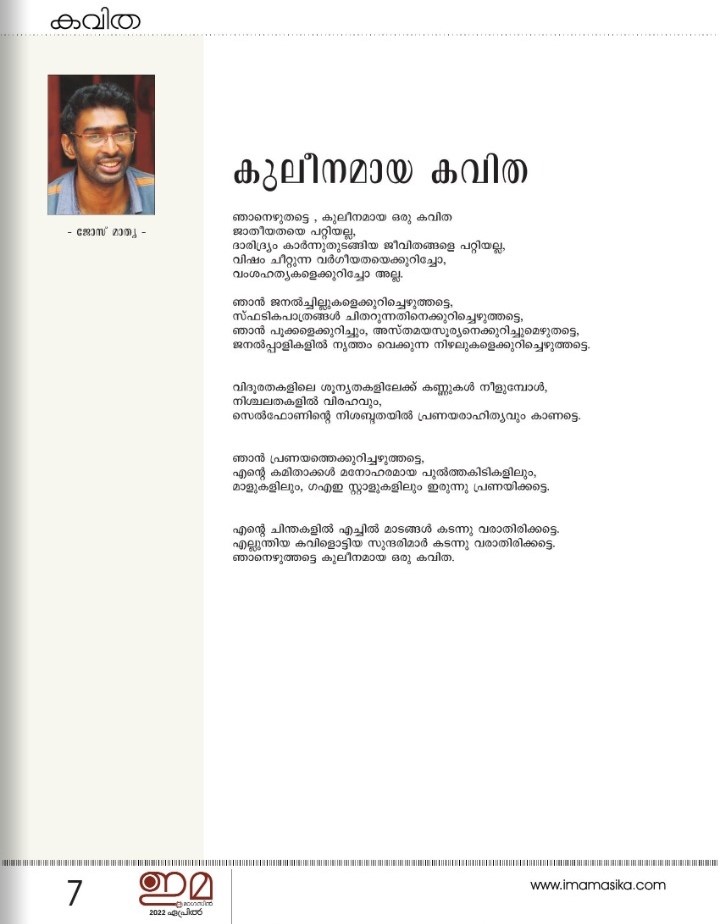 കവിത
- ജോസ് മാത്യു -
കുലീനമായ കവിത
ഞാനെഴുതട്ടെ , കുലീനമായ ഒരു കവിത
ജാതീയതയെ പറ്റിയല്ല,
ദാരിദ്ര്യം കാർന്നുതുടങ്ങിയ ജീവിതങ്ങളെ പറ്റിയല്ല,
വിഷം ചീറ്റുന്ന വർഗീയതയെക്കുറിച്ചോ,
വംശഹത്യകളെക്കുറിച്ചോ അല്ല.
ഞാൻ ജനൽച്ചില്ലുകളെക്കുറിച്ചെഴുത്തട്ടെ,
സ്ഫടികപാത്രങ്ങൾ ചിതറുന്നതിനെക്കുറിച്ചെഴുത്തട്ടെ,
ഞാൻ പൂക്കളെക്കുറിച്ചും, അസ്തമയസൂര്യനെക്കുറിച്ചുമെഴുതട്ടെ,
ജനൽപ്പാളികളിൽ നൃത്തം വെക്കുന്ന നിഴലുകളെക്കുറിച്ചെഴുത്തട്ടെ.
വിദൂരതകളിലെ ശൂന്യതകളിലേക്ക് കണ്ണുകൾ നീളുമ്പോൾ,
നിശ്ചലതകളിൽ വിരഹവും,
സെൽഫോണിന്റെ നിശബ്ദതയിൽ പ്രണയരാഹിത്യവും കാണട്ടെ.
ഞാൻ പ്രണയത്തെക്കുറിച്ചഴുത്തട്ടെ,
എന്റെ കമിതാക്കൾ മനോഹരമായ പുൽത്തകിടികളിലും,
മാളുകളിലും, ഗഎഇ സ്റ്റാളുകളിലും ഇരുന്നു പ്രണയിക്കട്ടെ.
എന്റെ ചിന്തകളിൽ എച്ചിൽ മാടങ്ങൾ കടന്നു വരാതിരിക്കട്ടെ.
എല്ലുന്തിയ കവിളൊട്ടിയ സുന്ദരിമാർ കടന്നു വരാതിരിക്കട്ടെ.
ഞാനെഴുത്തട്ടെ കുലീനമായ ഒരു കവിത.
7
ഇമ
ഇ മാഗസിൻ
2022 ഏപ്രിൽ
www.imamasika.com